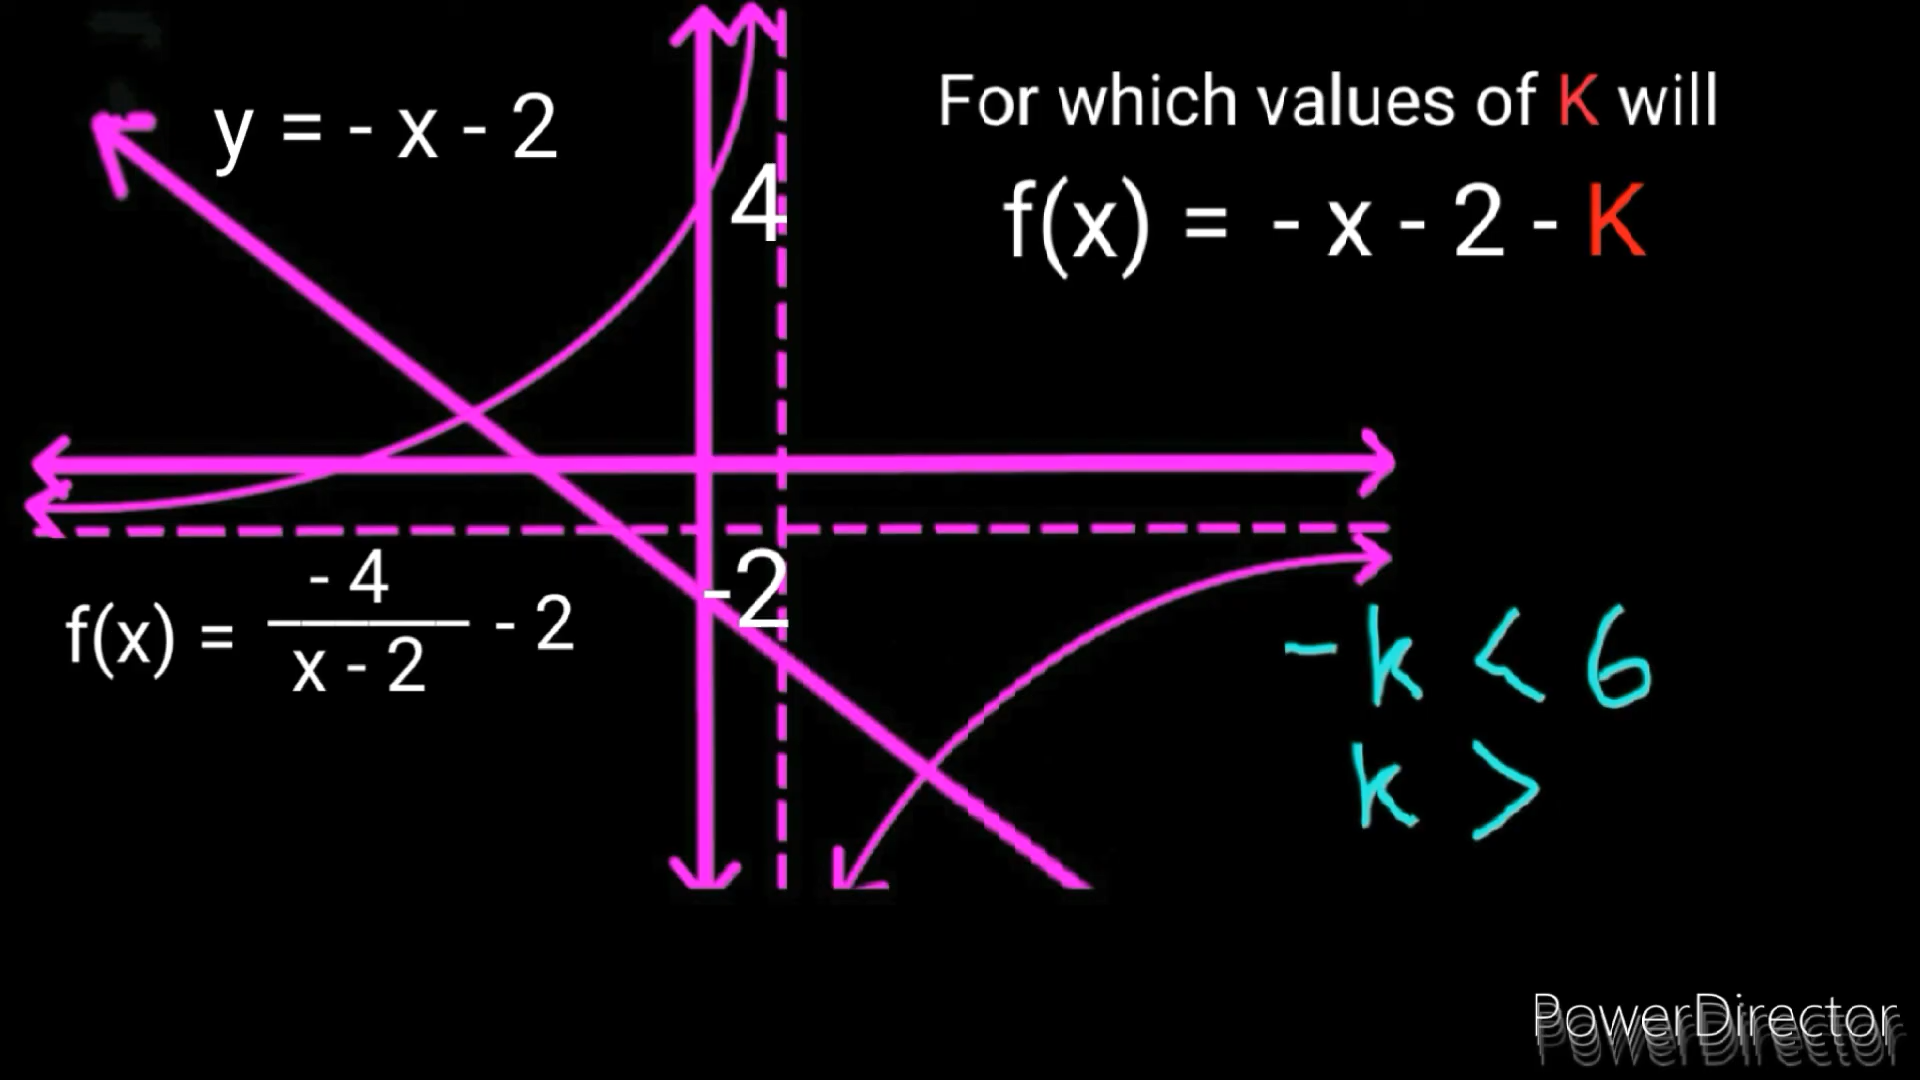 y = - x - 2
For which values of K will
f(x) = - x - 2 - K
4
-2
f(x) = - 4 / x - 2 - 2
-k < 6
k >
PowerDirector